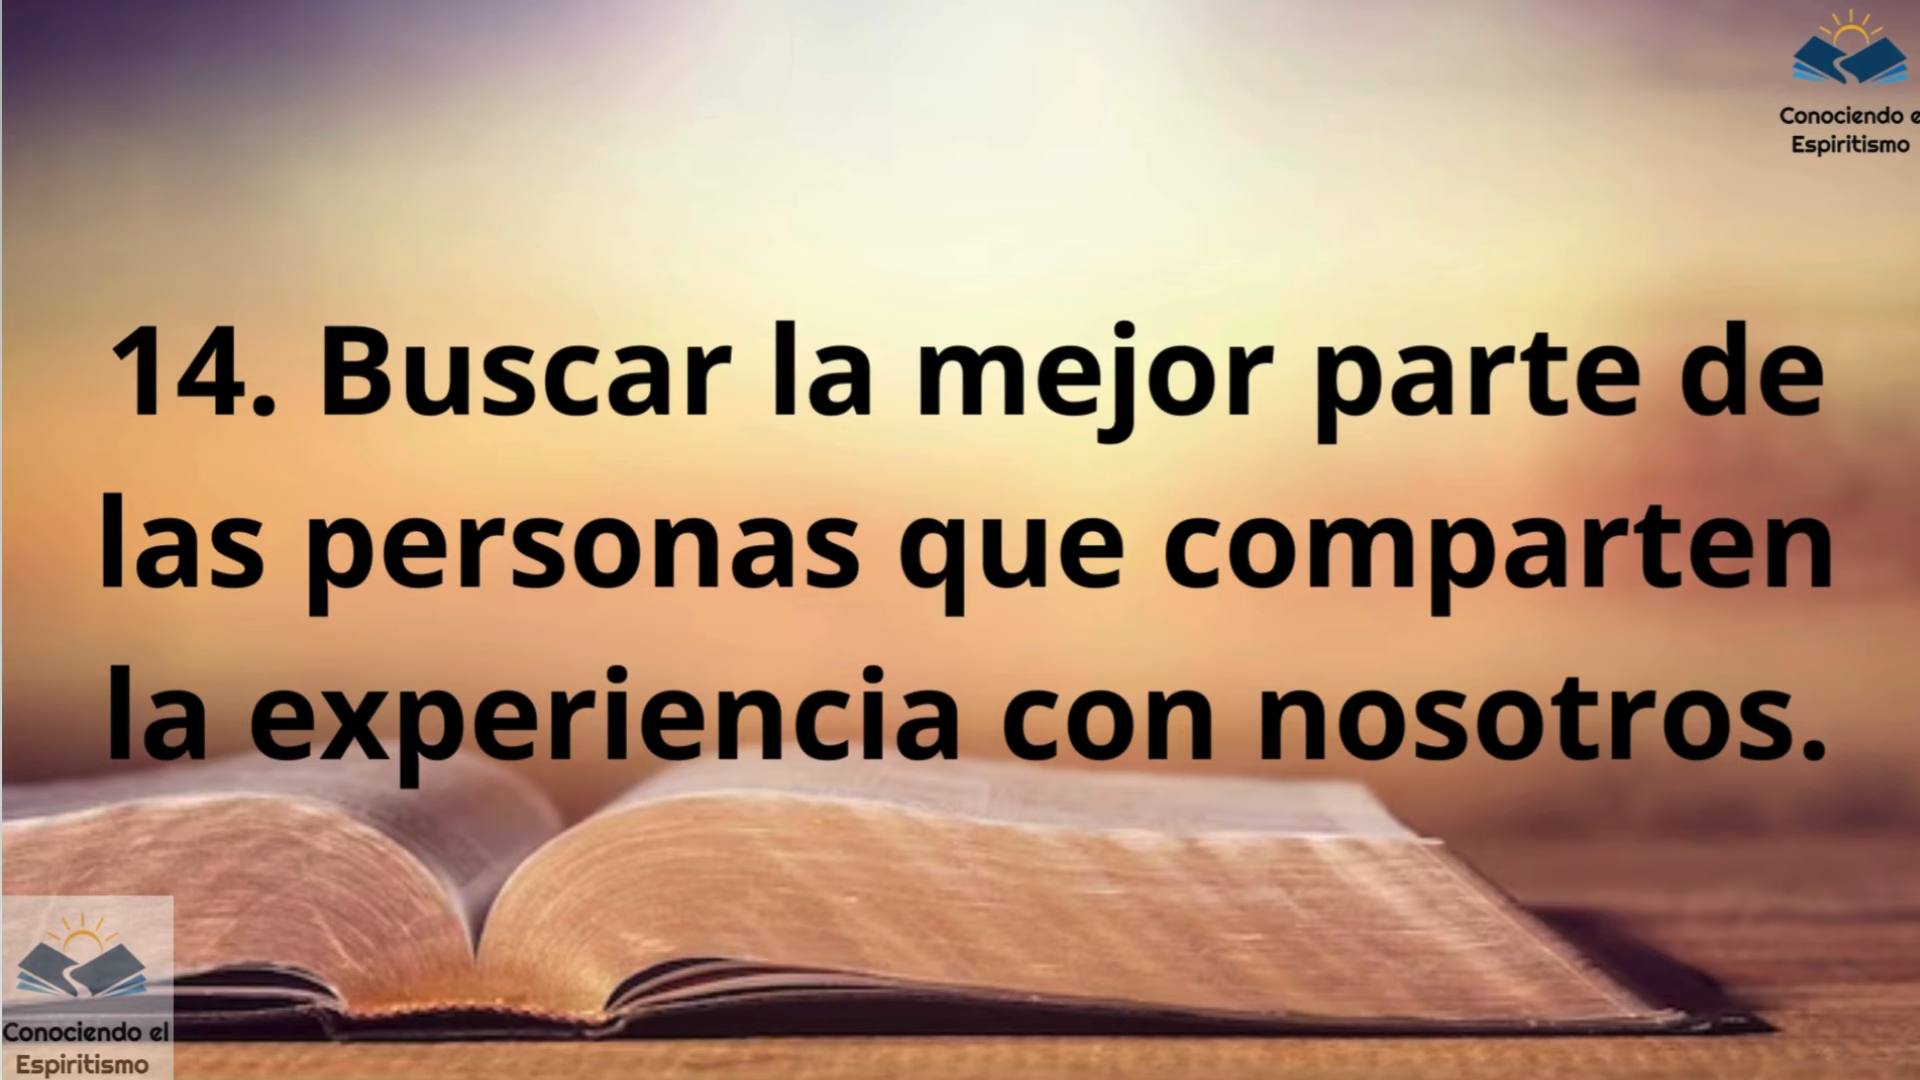 Conociendo e
Espiritismo
14. Buscar la mejor parte de
las personas que comparten
la experiencia con nosotros.
Conociendo el
Espiritismo